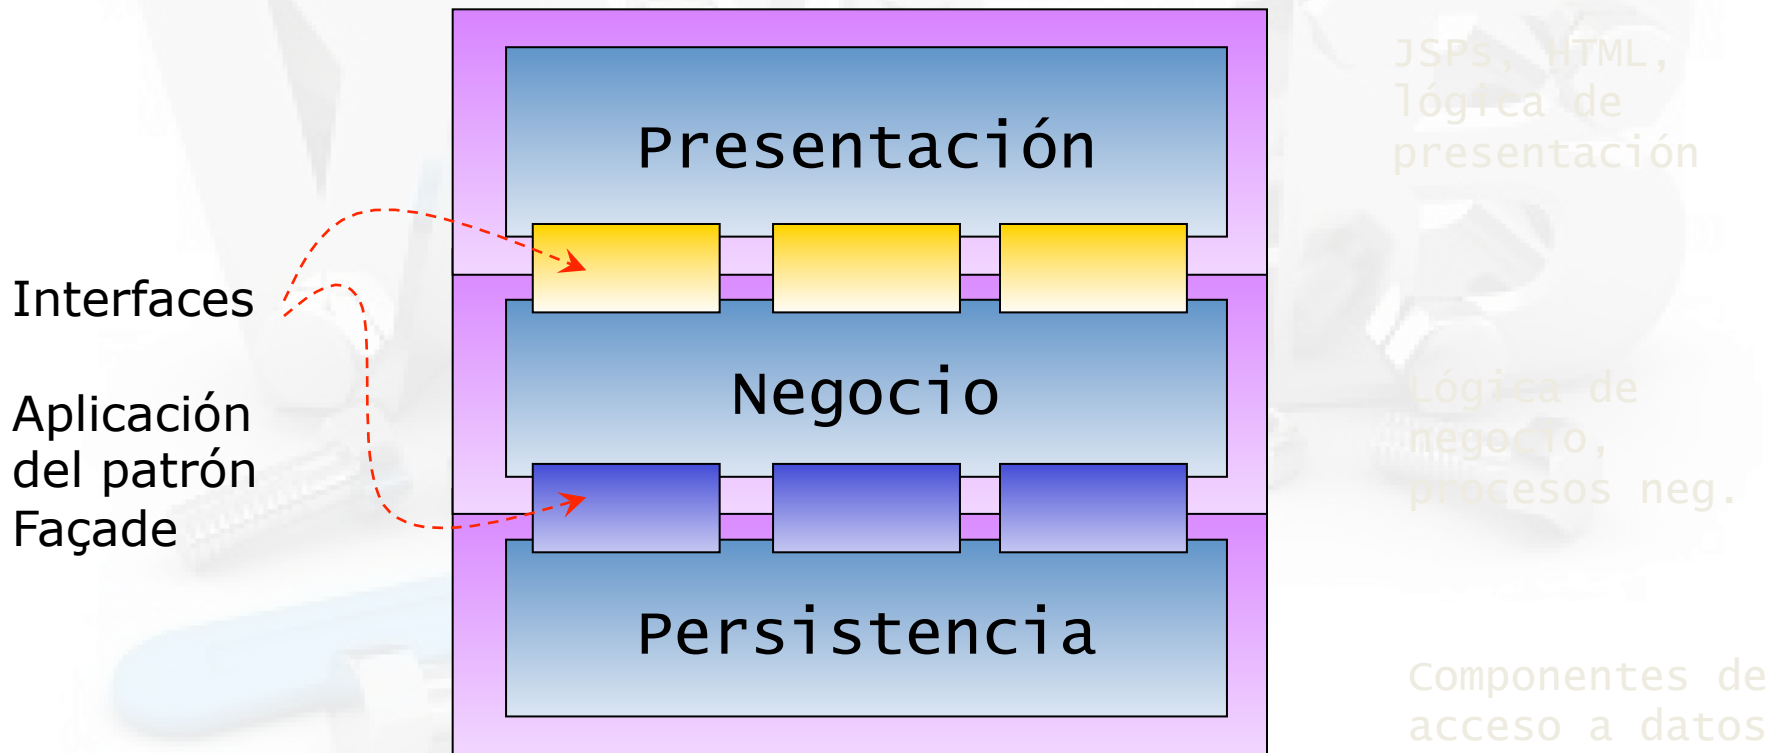 Presentación
Negocio
Persistencia
Interfaces
Aplicación
del patrón
Façade
JSPs, HTML,
lógica de
presentación
Lógica de
negocio,
procesos neg.
Componentes de
acceso a datos